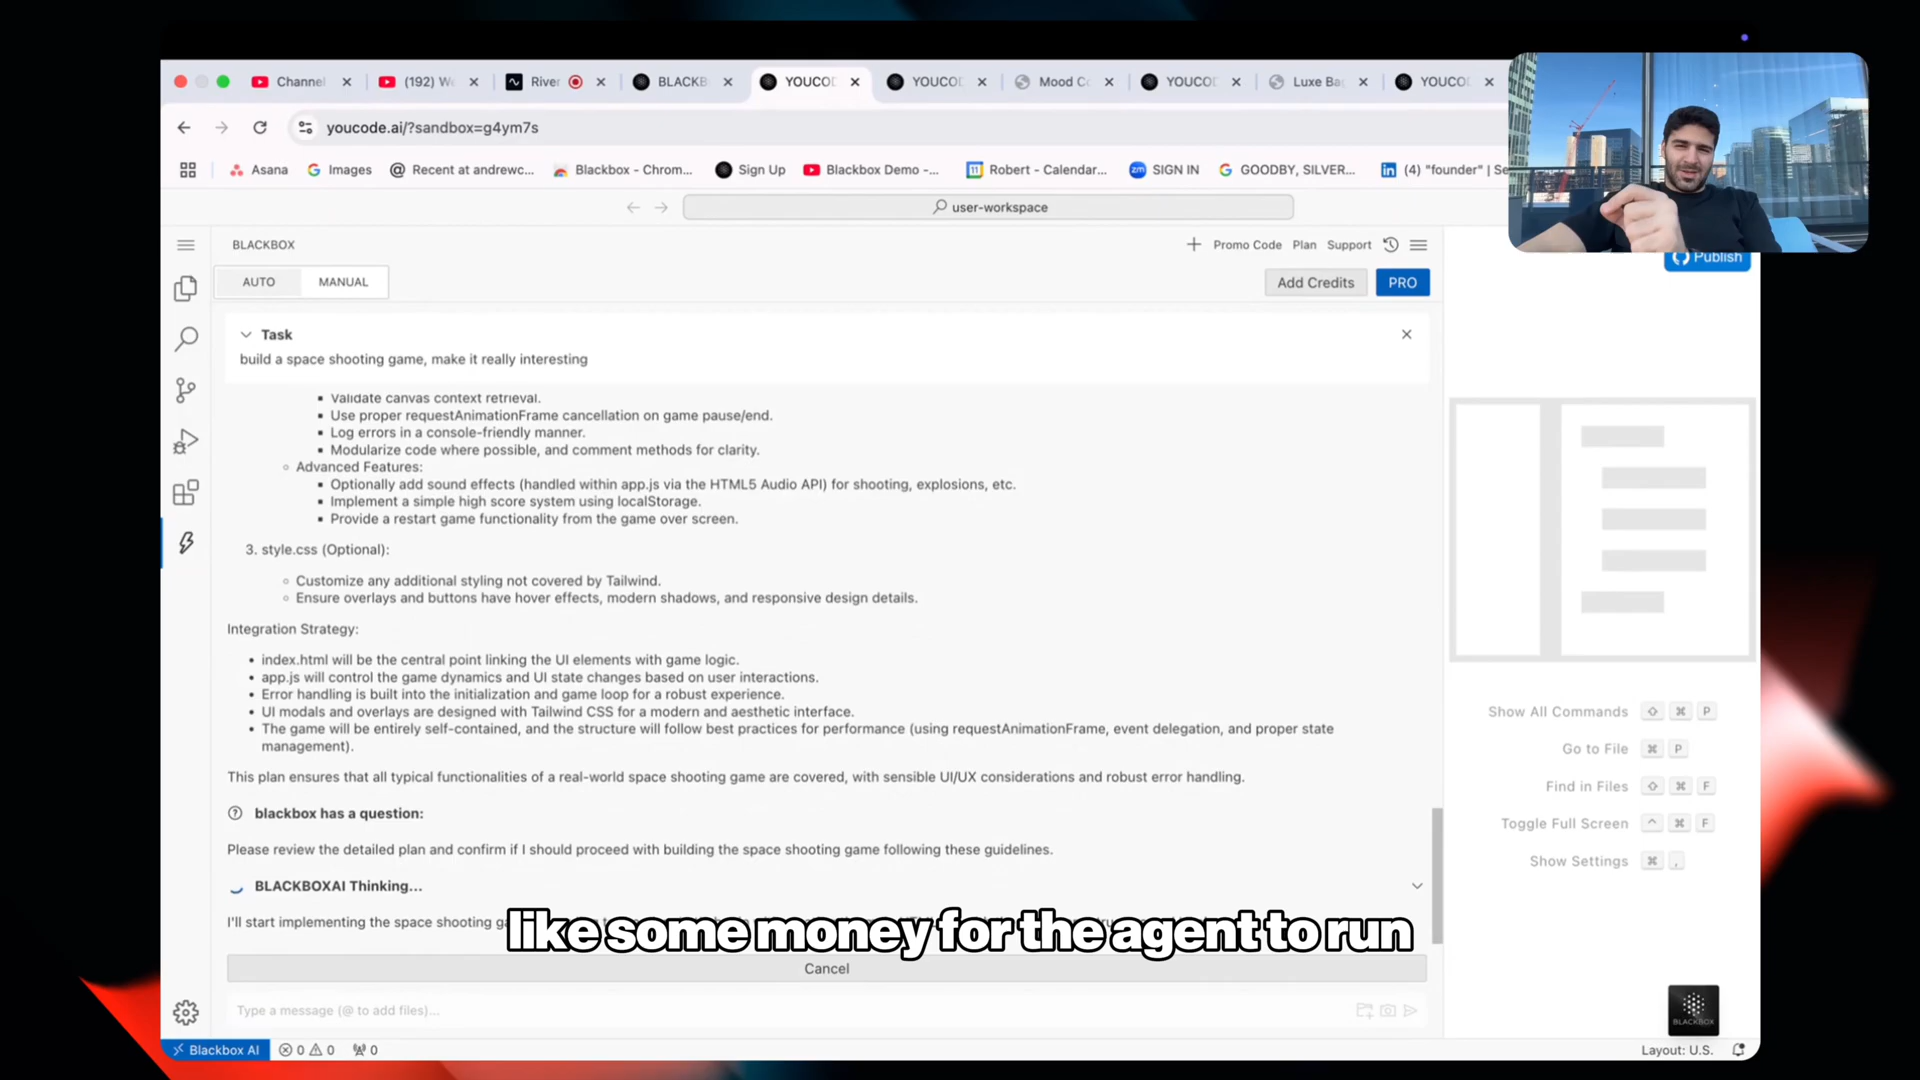 Channel
(192) W
River
BLACKB
YOUCOD
YOUCOD
Mood Co
YOUCOD
Luxe Ba
YOUCOD
youcode.ai/?sandbox=g4ym7s
Asana
Images
Recent at andrewc...
Blackbox - Chrom...
Sign Up
Blackbox Demo -...
11
Robert - Calendar...
zm
SIGN IN
GOODBY, SILVER...
in
(4) "founder" | Se
user-workspace
BLACKBOX
Promo Code
Plan
Support
Publish
AUTO
MANUAL
Add Credits
PRO
Task
build a space shooting game, make it really interesting
Validate canvas context retrieval.
Use proper requestAnimationFrame cancellation on game pause/end.
Log errors in a console-friendly manner.
Modularize code where possible, and comment methods for clarity.
Advanced Features:
Optionally add sound effects (handled within app.js via the HTML5 Audio API) for shooting, explosions, etc.
Implement a simple high score system using localStorage.
Provide a restart game functionality from the game over screen.
3. style.css (Optional):
Customize any additional styling not covered by Tailwind.
Ensure overlays and buttons have hover effects, modern shadows, and responsive design details.
Integration Strategy:
index.html will be the central point linking the UI elements with game logic.
app.js will control the game dynamics and UI state changes based on user interactions.
Error handling is built into the initialization and game loop for a robust experience.
UI modals and overlays are designed with Tailwind CSS for a modern and aesthetic interface.
The game will be entirely self-contained, and the structure will follow best practices for performance (using requestAnimationFrame, event delegation, and proper state
management).
This plan ensures that all typical functionalities of a real-world space shooting game are covered, with sensible UI/UX considerations and robust error handling.
blackbox has a question:
Please review the detailed plan and confirm if I should proceed with building the space shooting game following these guidelines.
BLACKBOXAI Thinking...
I'll start implementing the space shooting
like some money for the agent to run
Cancel
Type a message (@ to add files)...
Show All Commands ⇧ ⌘ P
Go to File ⌘ P
Find in Files ⇧ ⌘ F
Toggle Full Screen ^ ⌘ F
Show Settings ⌘ ,
BLACKBOX
Blackbox AI
0
0
0
Layout: U.S.